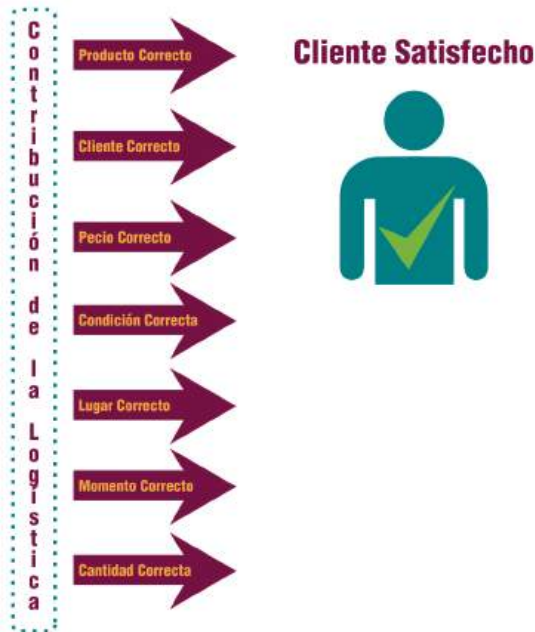 Contribución de la Logística
Producto Correcto
Cliente Correcto
Pecio Correcto
Condición Correcta
Lugar Correcto
Momento Correcto
Cantidad Correcta
Cliente Satisfecho